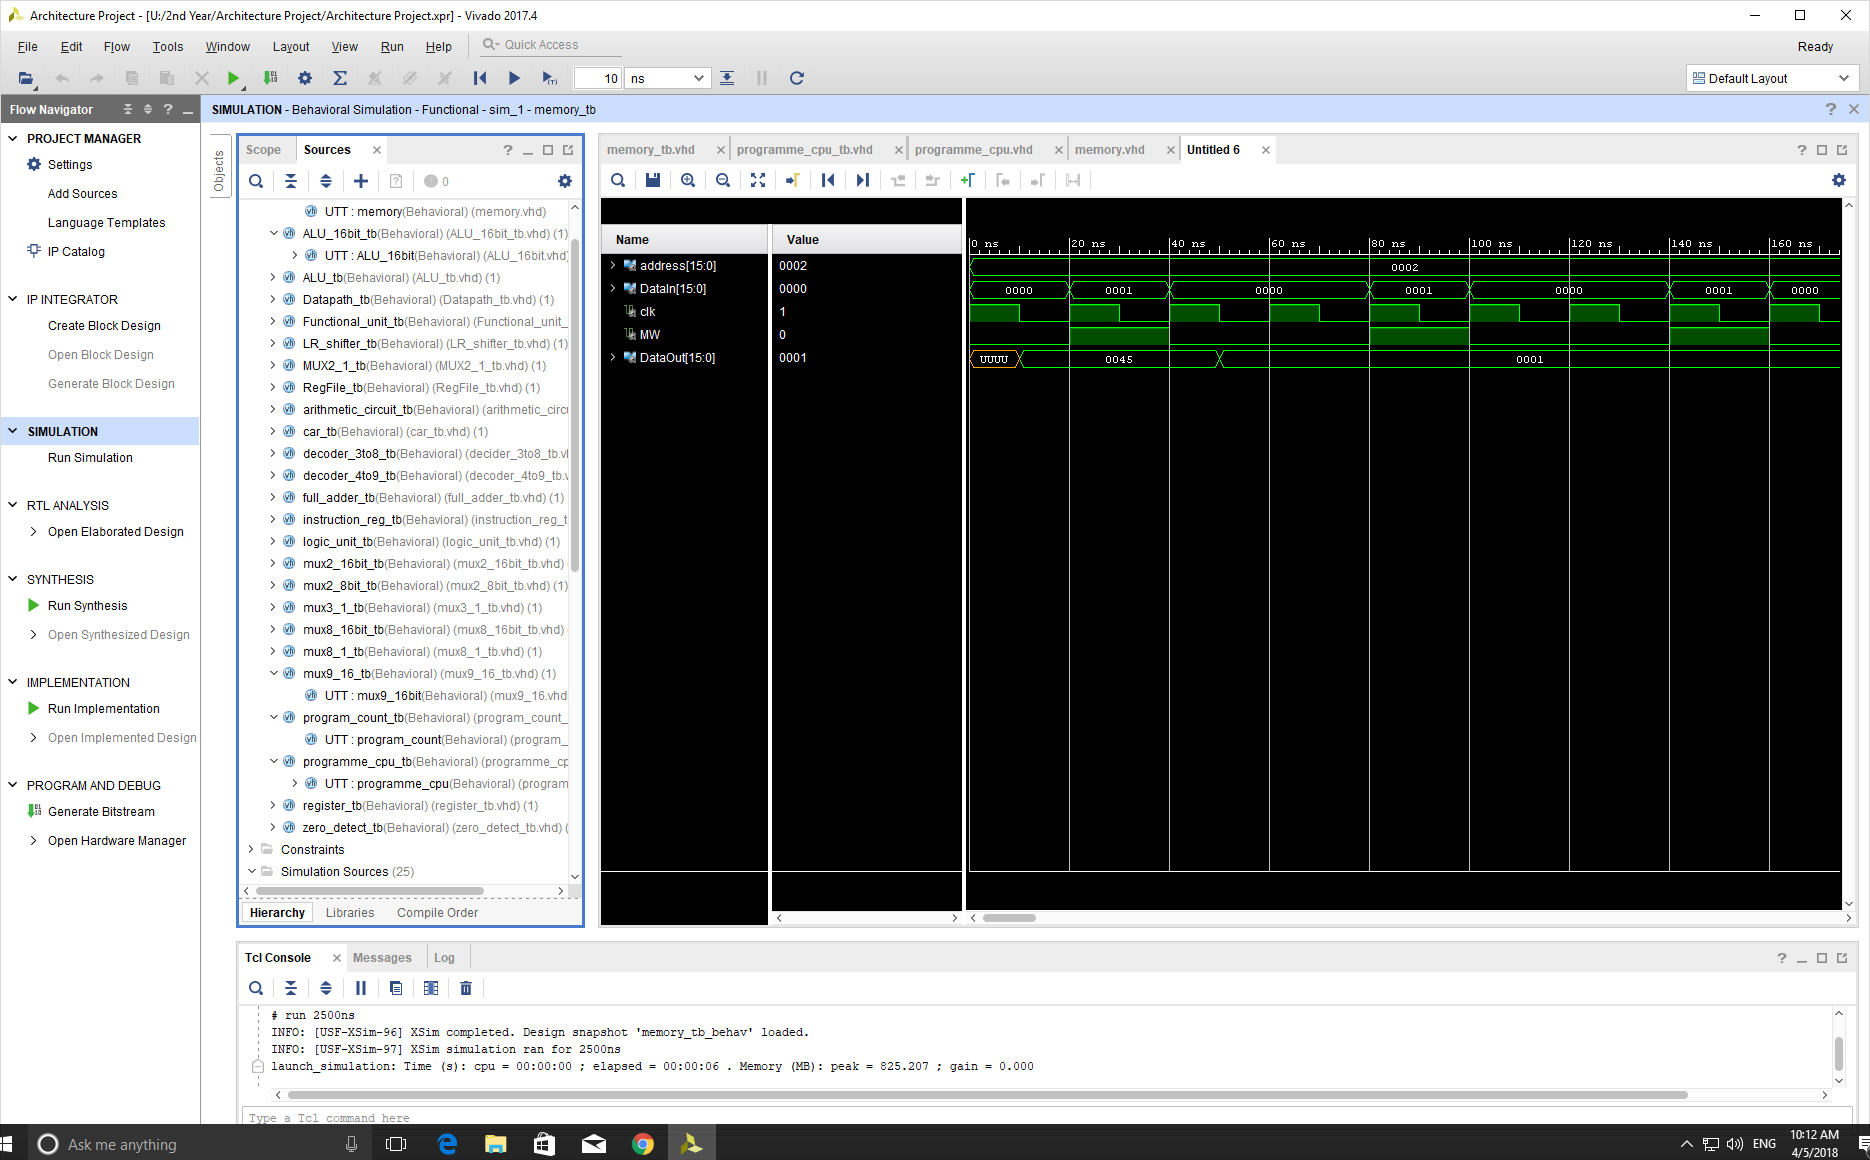 Architecture Project - [U:/2nd Year/Architecture Project/Architecture Project.xpr] - Vivado 2017.4
File Edit Flow Tools Window Layout View Run Help Quick Access Ready
10 ns Default Layout
Flow Navigator
SIMULATION - Behavioral Simulation - Functional - sim_1 - memory_tb
PROJECT MANAGER
Settings
Add Sources
Language Templates
IP Catalog
IP INTEGRATOR
Create Block Design
Open Block Design
Generate Block Design
SIMULATION
Run Simulation
RTL ANALYSIS
Open Elaborated Design
SYNTHESIS
Run Synthesis
Open Synthesized Design
IMPLEMENTATION
Run Implementation
Open Implemented Design
PROGRAM AND DEBUG
Generate Bitstream
Open Hardware Manager
Objects
Scope Sources
0
UTT : memory(Behavioral) (memory.vhd)
ALU_16bit_tb(Behavioral) (ALU_16bit_tb.vhd) (1)
UTT : ALU_16bit(Behavioral) (ALU_16bit.vhd)
ALU_tb(Behavioral) (ALU_tb.vhd) (1)
Datapath_tb(Behavioral) (Datapath_tb.vhd) (1)
Functional_unit_tb(Behavioral) (Functional_unit_
LR_shifter_tb(Behavioral) (LR_shifter_tb.vhd) (1)
MUX2_1_tb(Behavioral) (MUX2_1_tb.vhd) (1)
RegFile_tb(Behavioral) (RegFile_tb.vhd) (1)
arithmetic_circuit_tb(Behavioral) (arithmetic_circu
car_tb(Behavioral) (car_tb.vhd) (1)
decoder_3to8_tb(Behavioral) (decider_3to8_tb.vl
decoder_4to9_tb(Behavioral) (decoder_4to9_tb.v
full_adder_tb(Behavioral) (full_adder_tb.vhd) (1)
instruction_reg_tb(Behavioral) (instruction_reg_t
logic_unit_tb(Behavioral) (logic_unit_tb.vhd) (1)
mux2_16bit_tb(Behavioral) (mux2_16bit_tb.vhd)
mux2_8bit_tb(Behavioral) (mux2_8bit_tb.vhd) (1)
mux3_1_tb(Behavioral) (mux3_1_tb.vhd) (1)
mux8_16bit_tb(Behavioral) (mux8_16bit_tb.vhd)
mux8_1_tb(Behavioral) (mux8_1_tb.vhd) (1)
mux9_16_tb(Behavioral) (mux9_16_tb.vhd) (1)
UTT : mux9_16bit(Behavioral) (mux9_16.vhd
program_count_tb(Behavioral) (program_count_
UTT : program_count(Behavioral) (program_
programme_cpu_tb(Behavioral) (programme_cp
UTT : programme_cpu(Behavioral) (program
register_tb(Behavioral) (register_tb.vhd) (1)
zero_detect_tb(Behavioral) (zero_detect_tb.vhd) (
Constraints
Simulation Sources (25)
Hierarchy Libraries Compile Order
memory_tb.vhd programme_cpu_tb.vhd programme_cpu.vhd memory.vhd Untitled 6
Name Value
0 ns 20 ns 40 ns 60 ns 80 ns 100 ns 120 ns 140 ns 160 ns
address[15:0] 0002 0002
DataIn[15:0] 0000 0000 0001 0000 0001 0000 0001 0000
clk 1
MW 0
DataOut[15:0] 0001 UUUU 0045 0001
Tcl Console Messages Log
# run 2500ns
INFO: [USF-XSim-96] XSim completed. Design snapshot 'memory_tb_behav' loaded.
INFO: [USF-XSim-97] XSim simulation ran for 2500ns
launch_simulation: Time (s): cpu = 00:00:00 ; elapsed = 00:00:06 . Memory (MB): peak = 825.207 ; gain = 0.000
Type a Tcl command here
Ask me anything
ENG
10:12 AM
4/5/2018